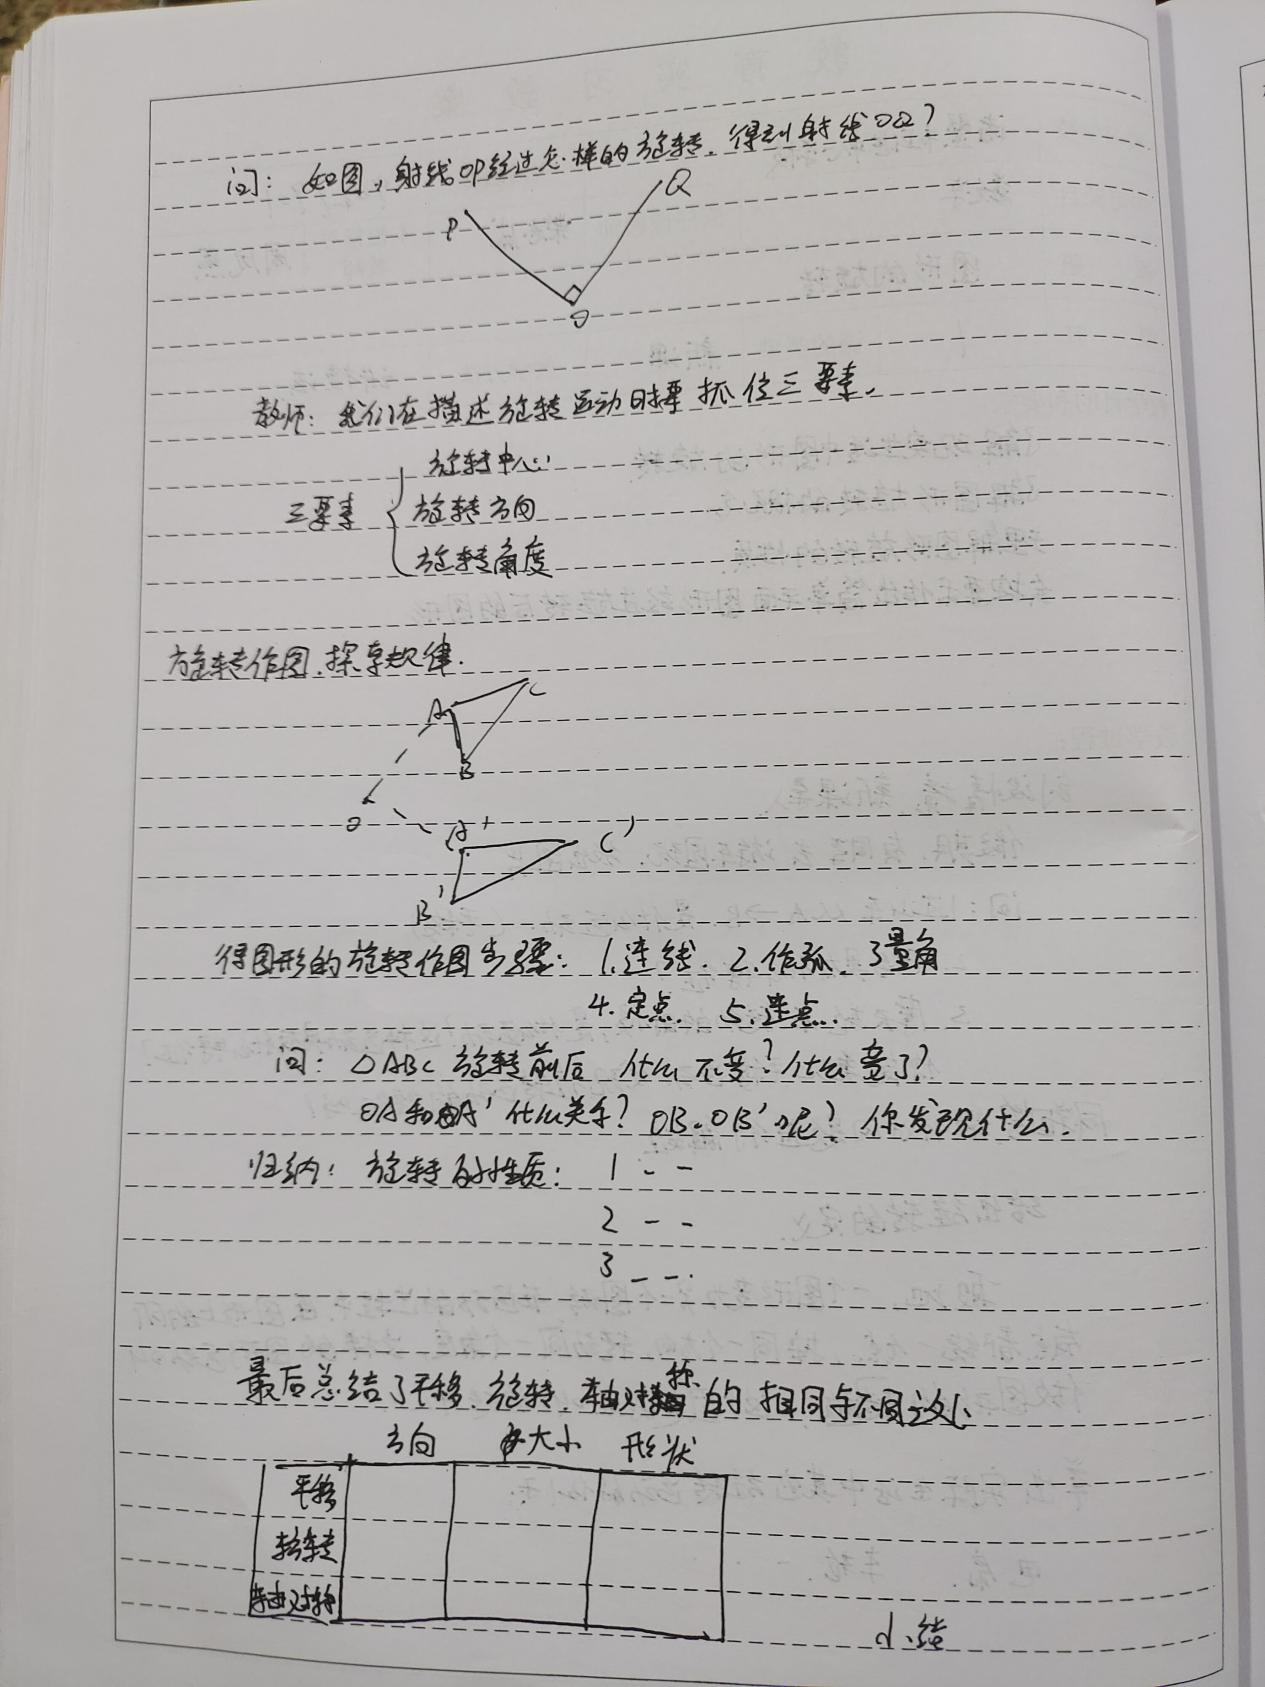 问：如图，射线OP经过怎样的旋转，得到射线OQ？
P Q
O
教师：我们在描述旋转运动时要抓住三要素。
旋转中心
三要素 { 旋转方向
旋转角度
旋转作图，探享规律.
A C
B
O
A' C'
B'
得图形的旋转作图步骤：1.连线. 2.作弧. 3量角
4.定点. 5.连点.
问：△ABC 旋转前后 什么不变？什么变了？
OA和OA'什么关系？OB、OB'呢？你发现什么.
归纳：旋转的性质：1 - -
2 - -
3 - -.
最后总结了平移、旋转、轴对称的相同与不同之处
方向 大小 形状
平移
旋转
轴对称
小结